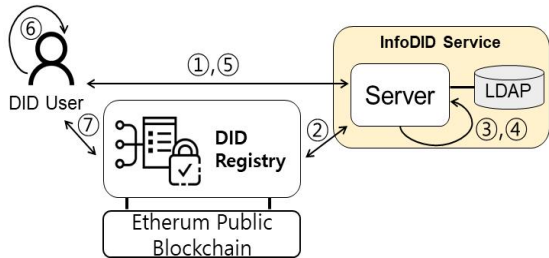 ⑥
InfoDID Service
①,⑤
Server
LDAP
DID User
⑦
DID
Registry
②
③,④
Etherum Public
Blockchain